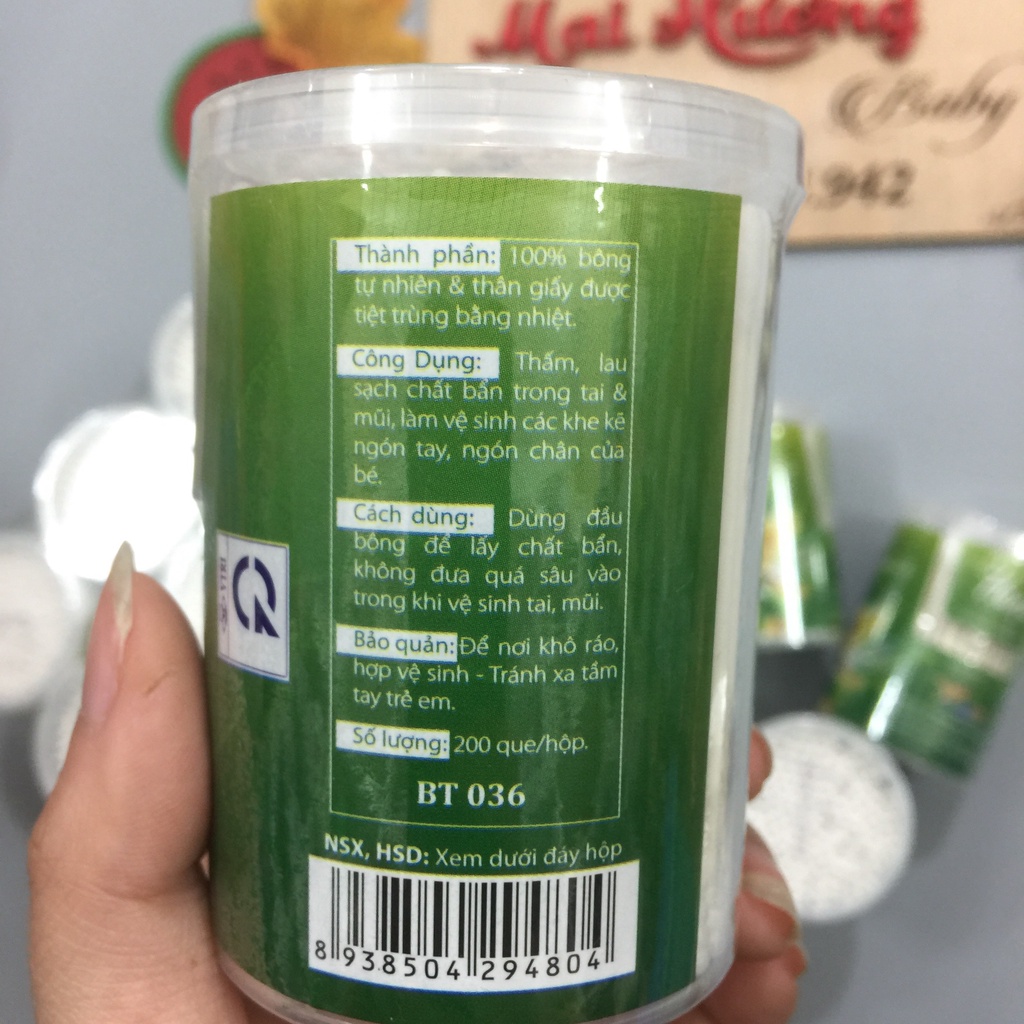 Mai Hương
Baby
.942
Thành phần: 100% bông
tự nhiên & thân giấy được
tiệt trùng bằng nhiệt.
Công Dụng: Thấm, lau
sạch chất bẩn trong tai &
mũi, làm vệ sinh các khe kẽ
ngón tay, ngón chân của
bé.
Cách dùng: Dùng đầu
bông để lấy chất bẩn,
không đưa quá sâu vào
trong khi vệ sinh tai, mũi.
Bảo quản: Để nơi khô ráo,
hợp vệ sinh - Tránh xa tầm
tay trẻ em.
Số lượng: 200 que/hộp.
BT 036
NSX, HSD: Xem dưới đáy hộp
8 938504 294804